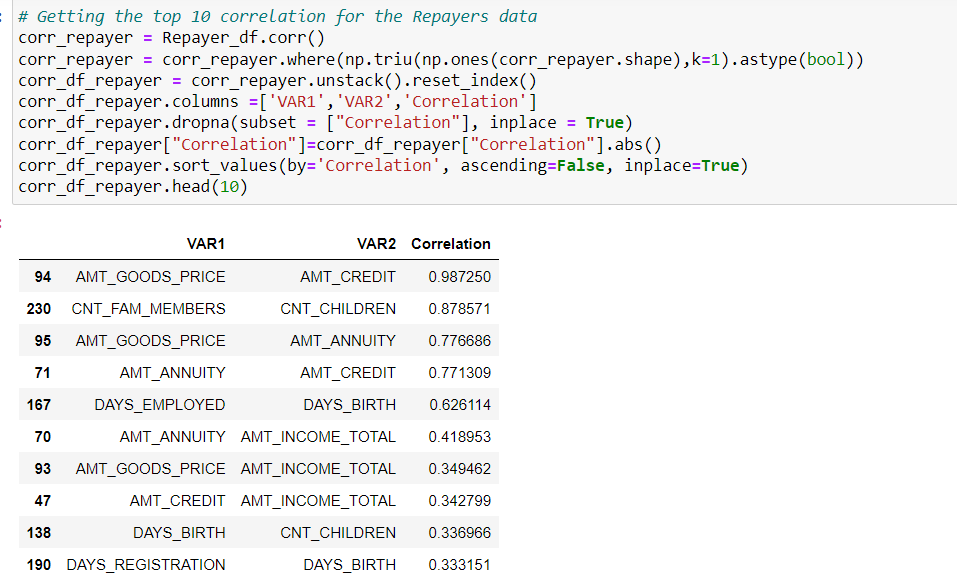 # Getting the top 10 correlation for the Repayers data
corr_repayer = Repayer_df.corr()
corr_repayer = corr_repayer.where(np.triu(np.ones(corr_repayer.shape),k=1).astype(bool))
corr_df_repayer = corr_repayer.unstack().reset_index()
corr_df_repayer.columns =['VAR1','VAR2','Correlation']
corr_df_repayer.dropna(subset = ["Correlation"], inplace = True)
corr_df_repayer["Correlation"]=corr_df_repayer["Correlation"].abs()
corr_df_repayer.sort_values(by='Correlation', ascending=False, inplace=True)
corr_df_repayer.head(10)
VAR1 VAR2 Correlation
94 AMT_GOODS_PRICE AMT_CREDIT 0.987250
230 CNT_FAM_MEMBERS CNT_CHILDREN 0.878571
95 AMT_GOODS_PRICE AMT_ANNUITY 0.776686
71 AMT_ANNUITY AMT_CREDIT 0.771309
167 DAYS_EMPLOYED DAYS_BIRTH 0.626114
70 AMT_ANNUITY AMT_INCOME_TOTAL 0.418953
93 AMT_GOODS_PRICE AMT_INCOME_TOTAL 0.349462
47 AMT_CREDIT AMT_INCOME_TOTAL 0.342799
138 DAYS_BIRTH CNT_CHILDREN 0.336966
190 DAYS_REGISTRATION DAYS_BIRTH 0.333151